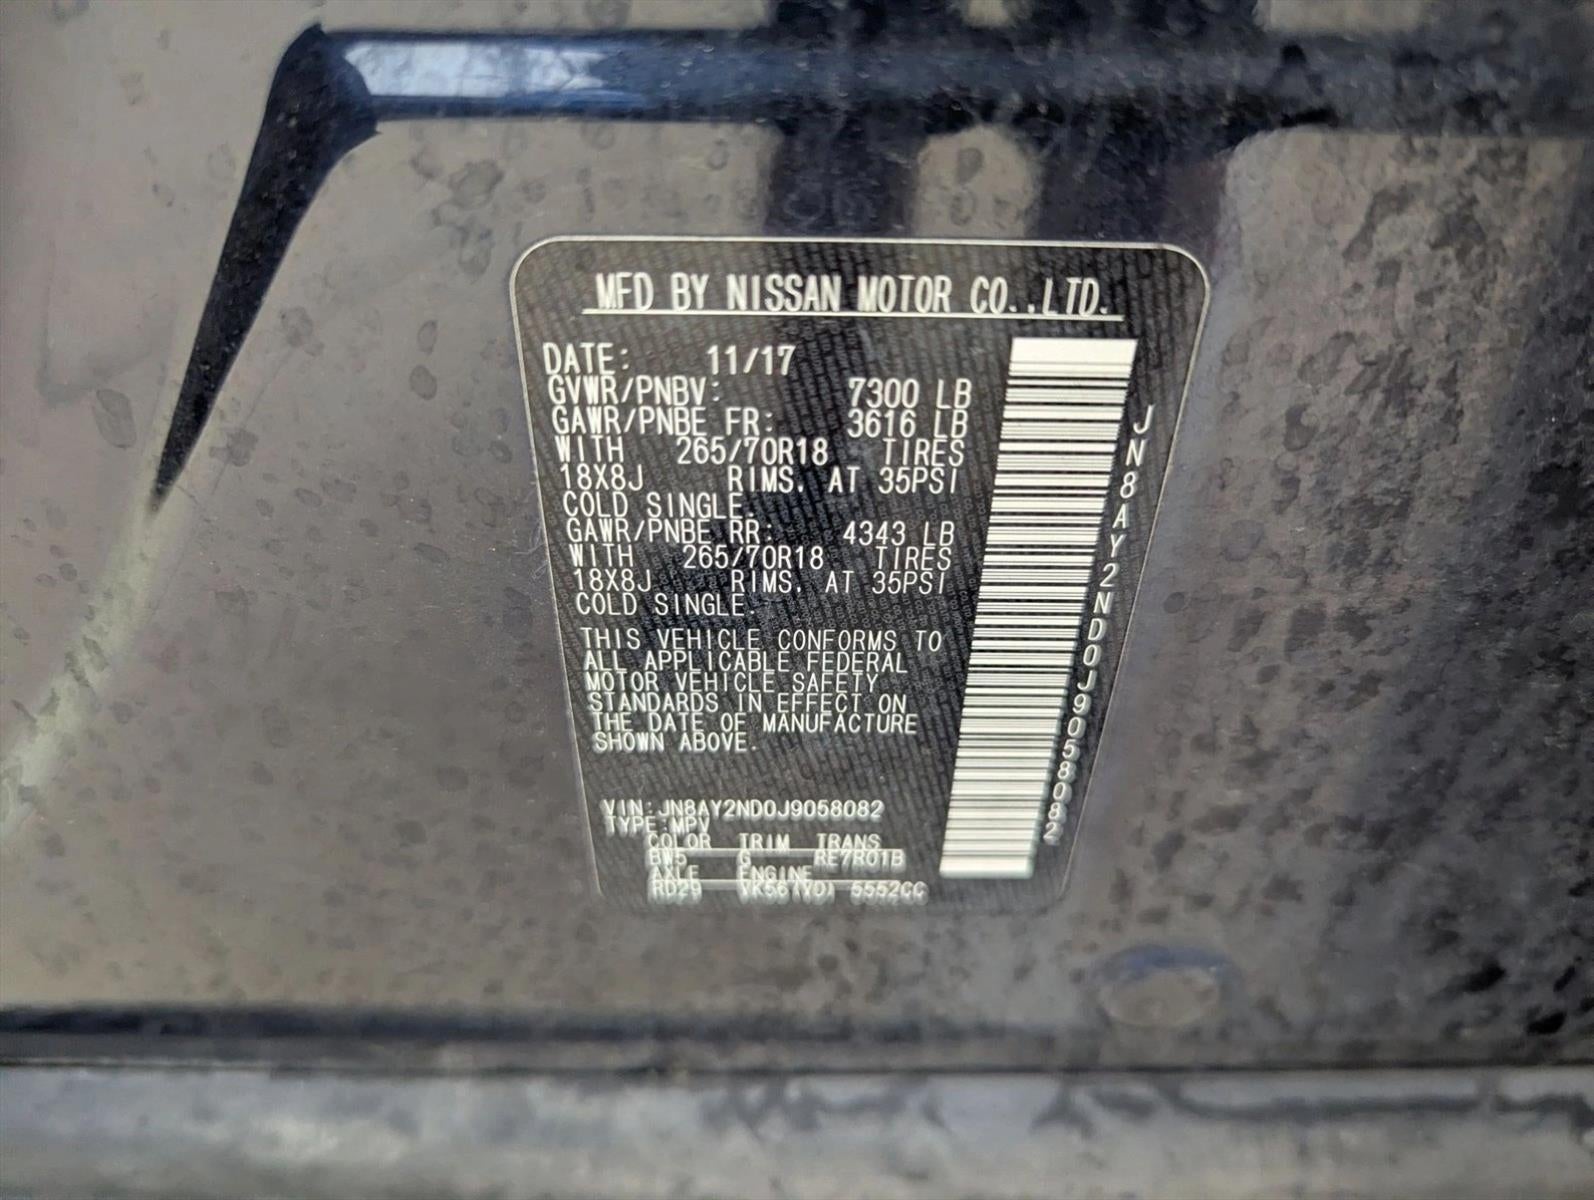 MFD BY NISSAN MOTOR CO.,LTD.
DATE: 11/17
GVWR/PNBV: 7300 LB
GAWR/PNBE FR: 3616 LB
WITH 265/70R18 TIRES
18X8J RIMS, AT 35PSI
COLD SINGLE.
GAWR/PNBE RR: 4343 LB
WITH 265/70R18 TIRES
18X8J RIMS, AT 35PSI
COLD SINGLE.
THIS VEHICLE CONFORMS TO
ALL APPLICABLE FEDERAL
MOTOR VEHICLE SAFETY
STANDARDS IN EFFECT ON
THE DATE OF MANUFACTURE
SHOWN ABOVE.
VIN:JN8AY2ND0J9058082
TYPE:MPV
COLOR TRIM TRANS
BW5 G RE7R01B
AXLE ENGINE
RD29 VK56(VD) 5552CC
JN8AY2ND0J9058082